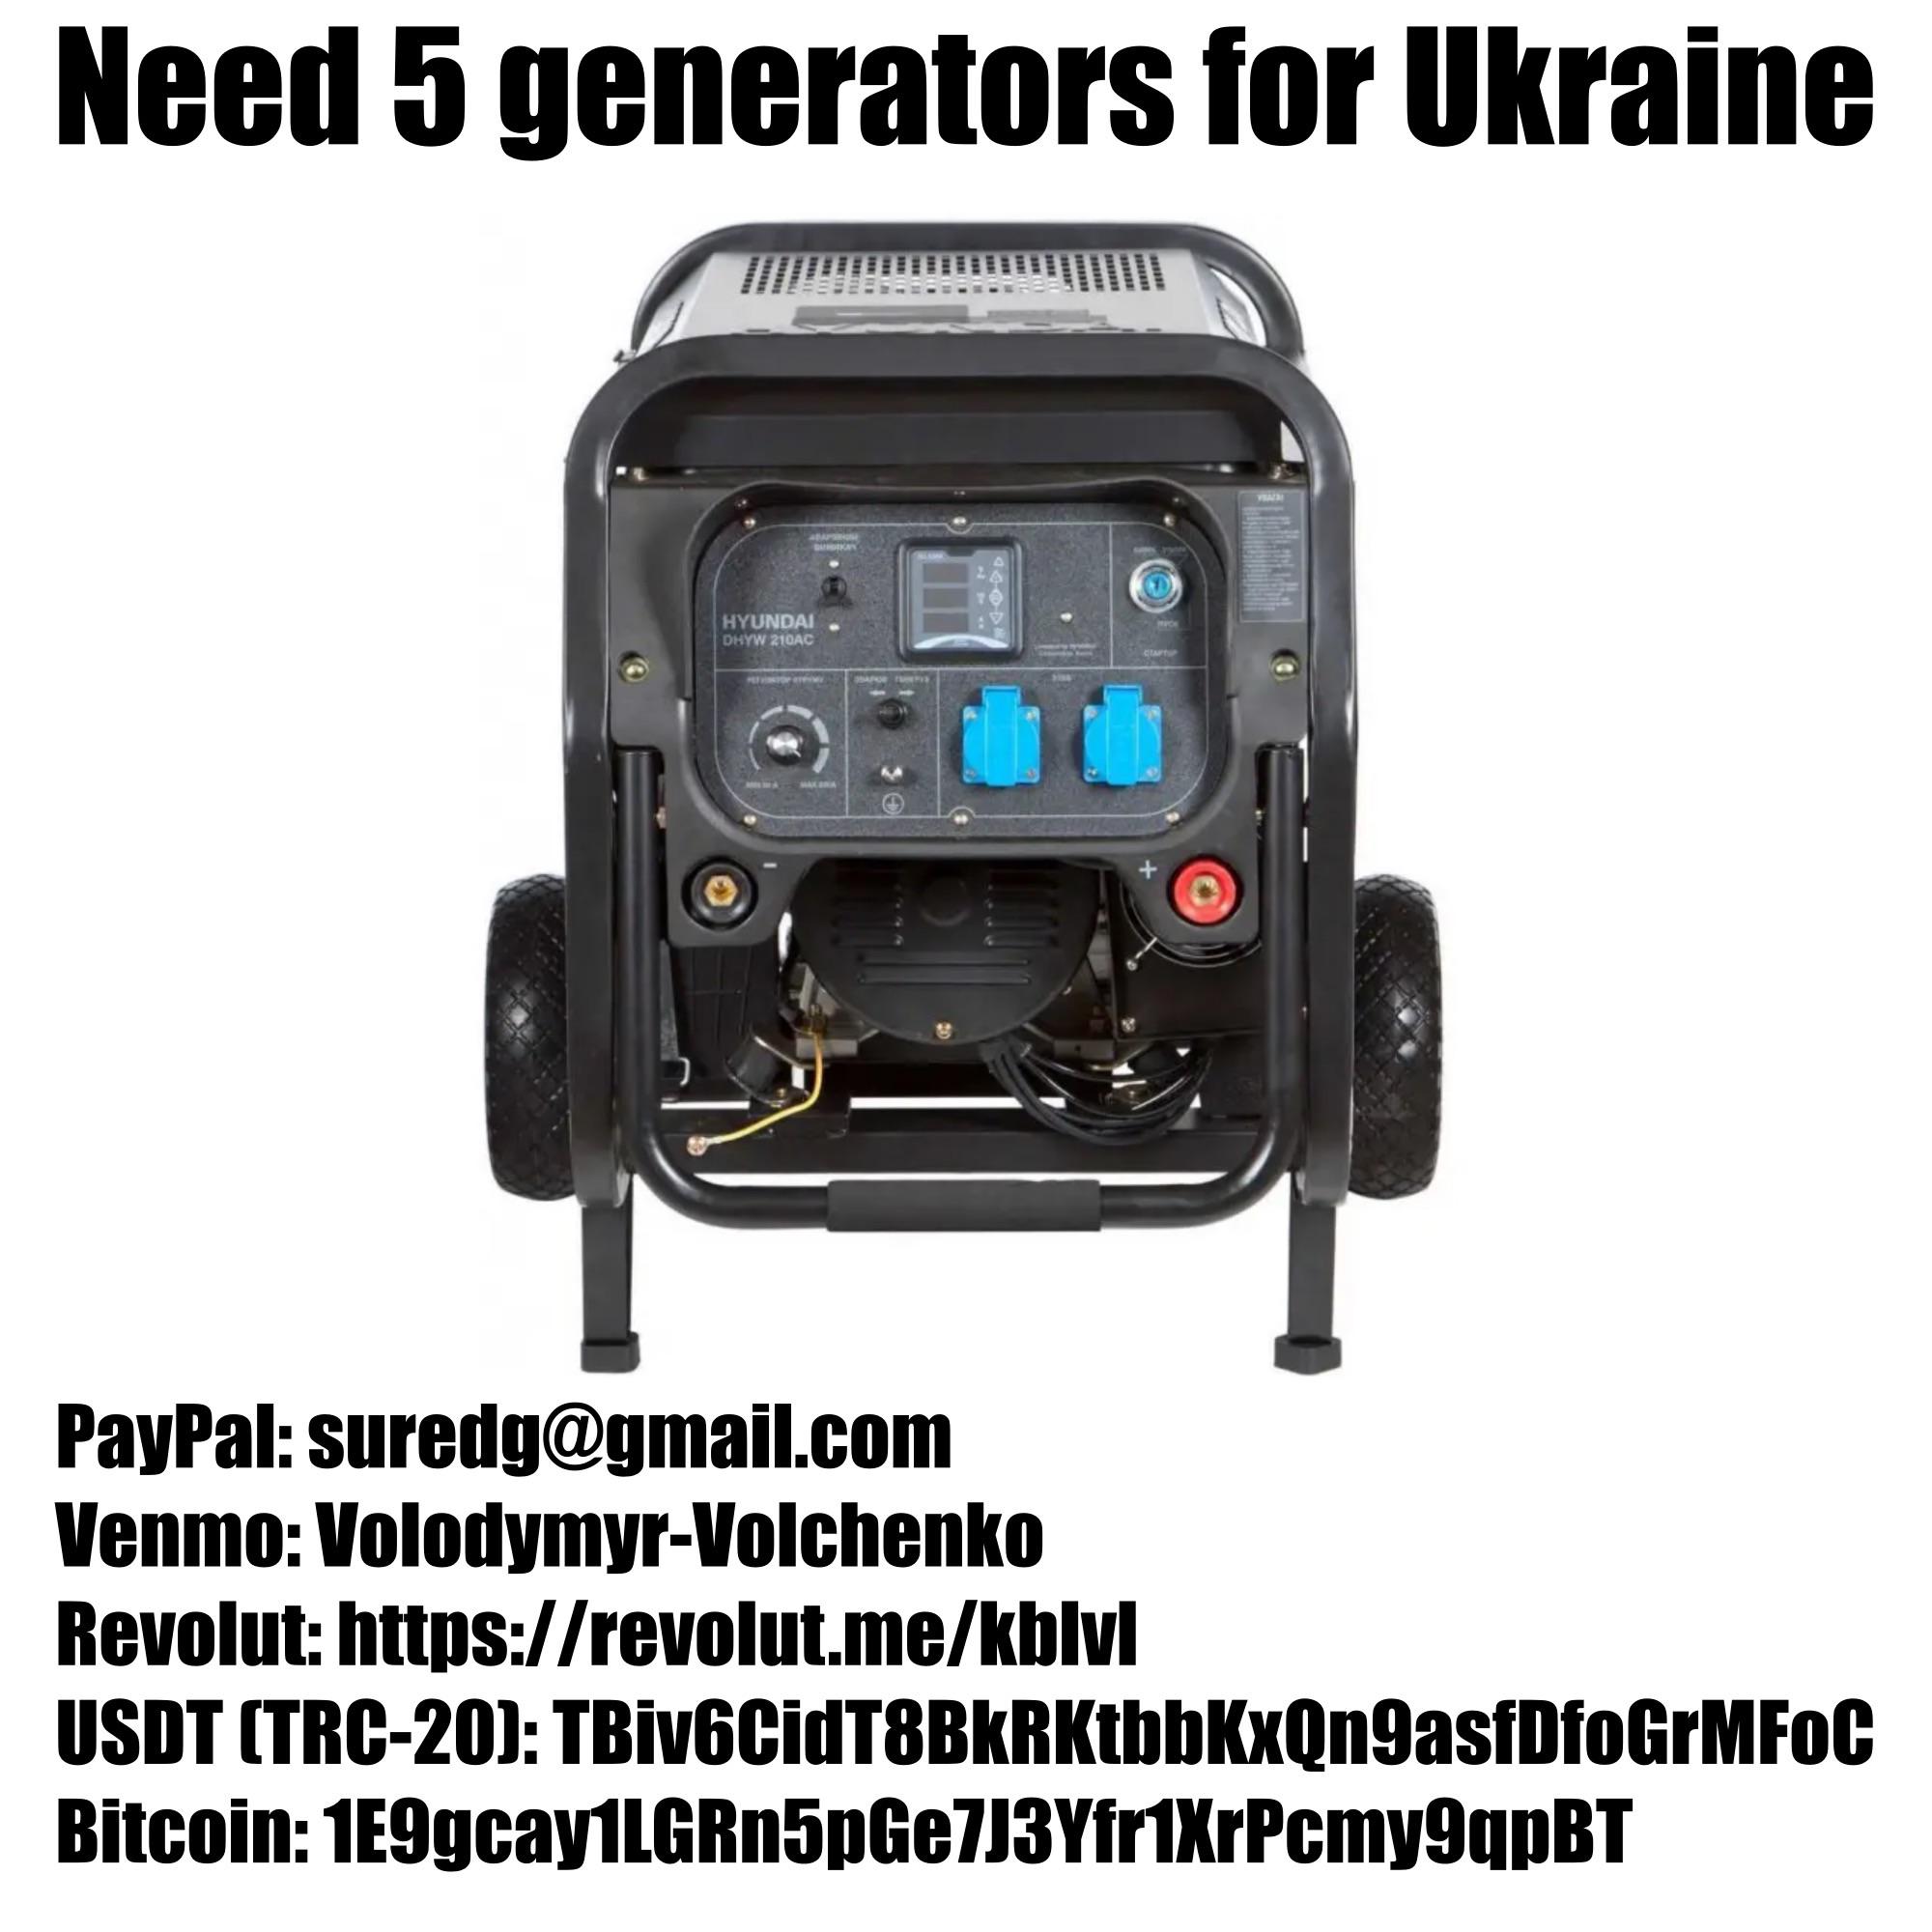 Need 5 generators for Ukraine
HYUNDAI
DHYW 210AC
СТАРТЕР
PayPal: suredg@gmail.com
Venmo: Volodymyr-Volchenko
Revolut: https://revolut.me/kblvl
USDT (TRC-20): TBiv6CidT8BkRKtbbKxQn9asfDfoGrMFoC
Bitcoin: 1E9gcay1LGRn5pGe7J3Yfr1XrPcmy9qpBT